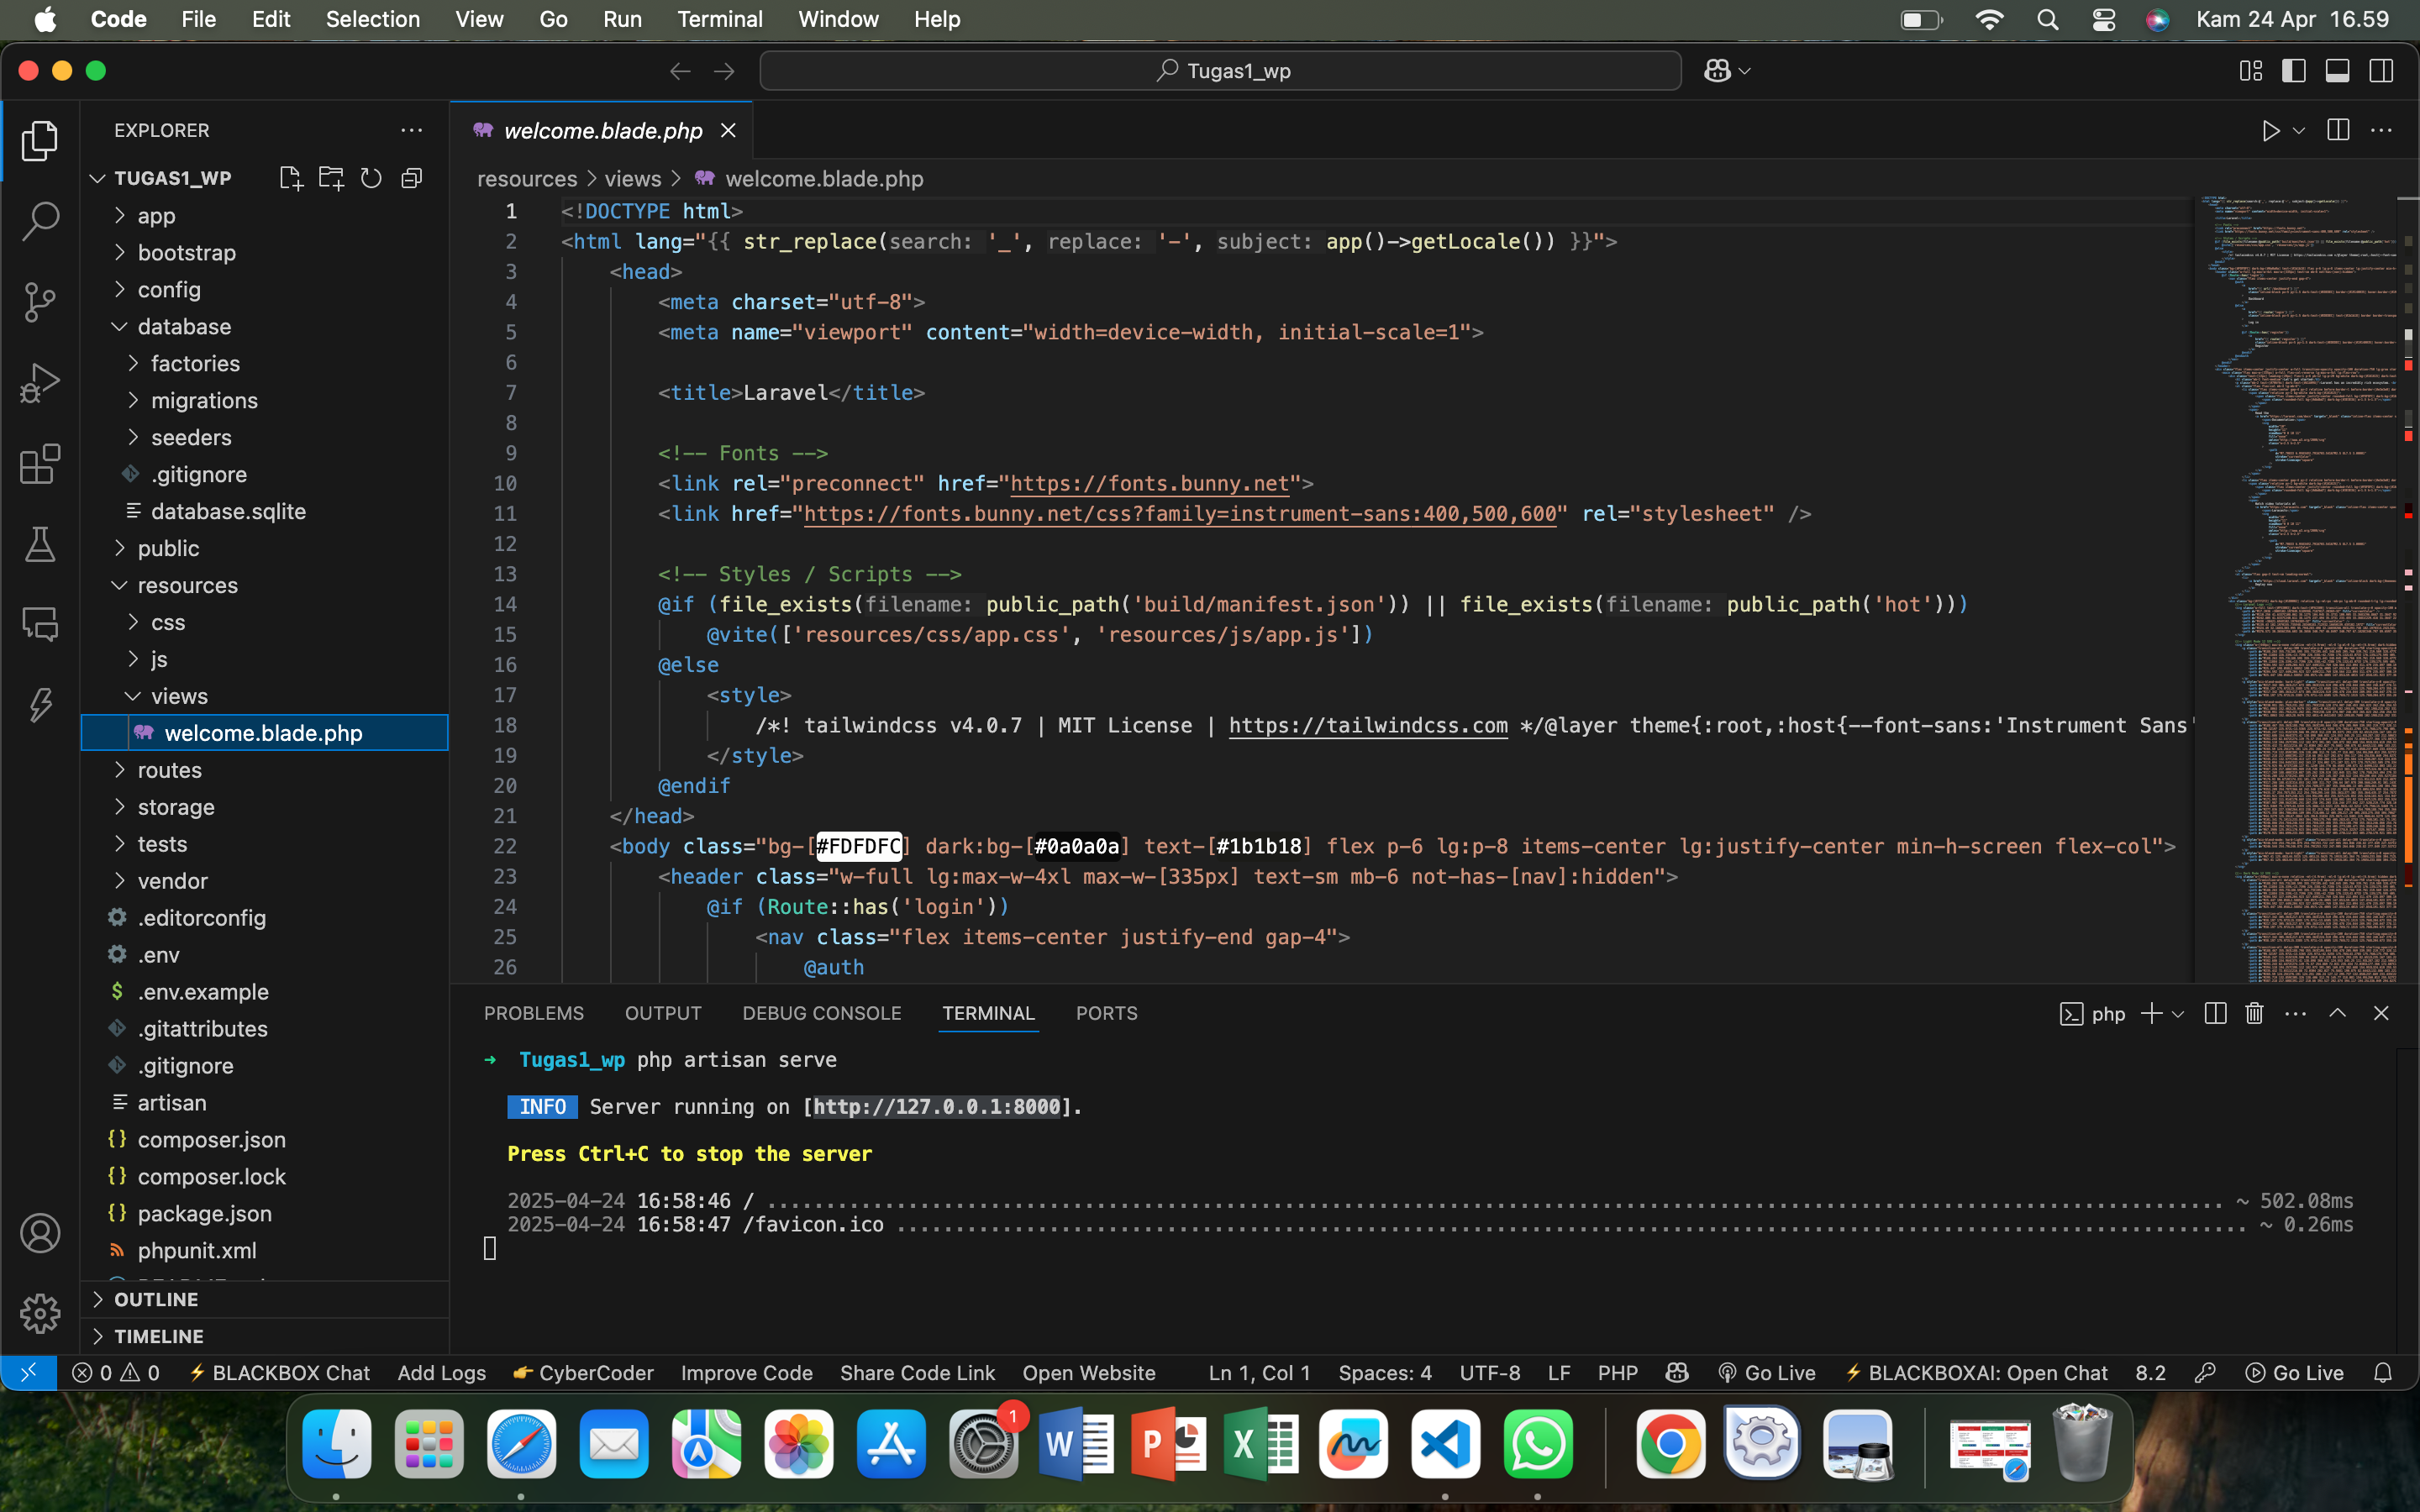 Code File Edit Selection View Go Run Terminal Window Help Kam 24 Apr 16.59
Tugas1_wp
EXPLORER
TUGAS1_WP
app
bootstrap
config
database
factories
migrations
seeders
.gitignore
database.sqlite
public
resources
css
js
views
welcome.blade.php
routes
storage
tests
vendor
.editorconfig
.env
.env.example
.gitattributes
.gitignore
artisan
composer.json
composer.lock
package.json
phpunit.xml
OUTLINE
TIMELINE
welcome.blade.php
resources > views > welcome.blade.php
1 <!DOCTYPE html>
2 <html lang="{{ str_replace(search: '_', replace: '-', subject: app()->getLocale()) }}">
3 <head>
4 <meta charset="utf-8">
5 <meta name="viewport" content="width=device-width, initial-scale=1">
6
7 <title>Laravel</title>
8
9 <!-- Fonts -->
10 <link rel="preconnect" href="https://fonts.bunny.net">
11 <link href="https://fonts.bunny.net/css?family=instrument-sans:400,500,600" rel="stylesheet" />
12
13 <!-- Styles / Scripts -->
14 @if (file_exists(filename: public_path('build/manifest.json')) || file_exists(filename: public_path('hot')))
15 @vite(['resources/css/app.css', 'resources/js/app.js'])
16 @else
17 <style>
18 /*! tailwindcss v4.0.7 | MIT License | https://tailwindcss.com */@layer theme{:root,:host{--font-sans:'Instrument Sans'
19 </style>
20 @endif
21 </head>
22 <body class="bg-[#FDFDFC] dark:bg-[#0a0a0a] text-[#1b1b18] flex p-6 lg:p-8 items-center lg:justify-center min-h-screen flex-col">
23 <header class="w-full lg:max-w-4xl max-w-[335px] text-sm mb-6 not-has-[nav]:hidden">
24 @if (Route::has('login'))
25 <nav class="flex items-center justify-end gap-4">
26 @auth
PROBLEMS OUTPUT DEBUG CONSOLE TERMINAL PORTS php
➜ Tugas1_wp php artisan serve
INFO Server running on [http://127.0.0.1:8000].
Press Ctrl+C to stop the server
2025-04-24 16:58:46 / ~ 502.08ms
2025-04-24 16:58:47 /favicon.ico ~ 0.26ms
0 0 BLACKBOX Chat Add Logs CyberCoder Improve Code Share Code Link Open Website Ln 1, Col 1 Spaces: 4 UTF-8 LF PHP Go Live BLACKBOXAI: Open Chat 8.2 Go Live
1
W P X